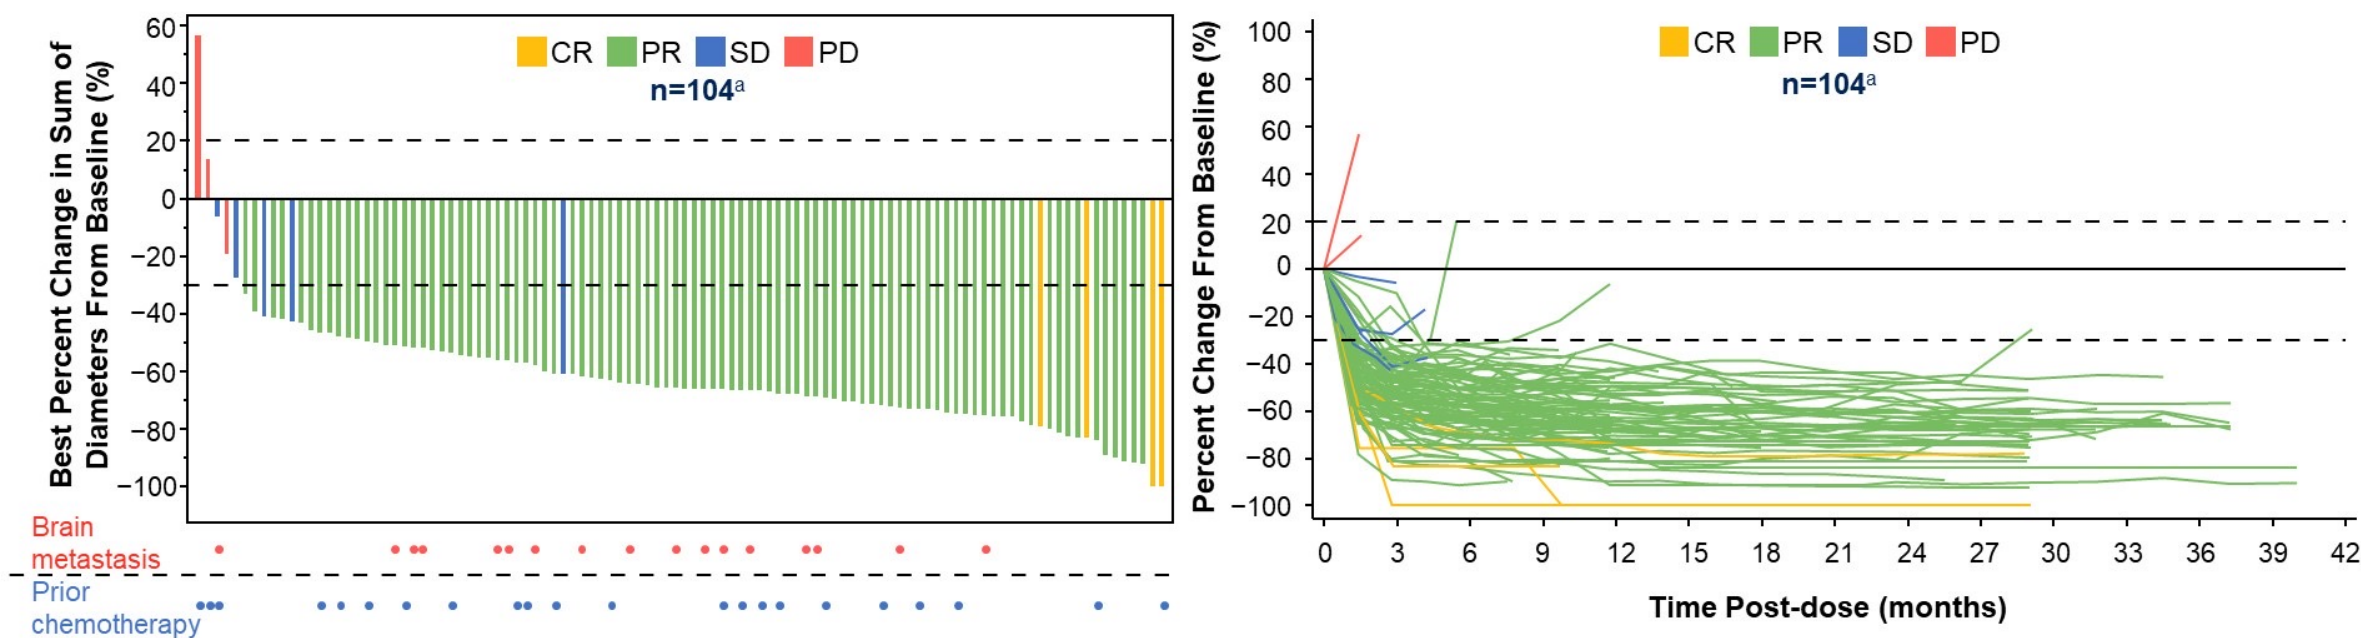 Best Percent Change in Sum of
Diameters From Baseline (%)
60
40
20
0
−20
−40
−60
−80
−100
CR PR SD PD
n=104a
Brain
metastasis
Prior
chemotherapy
Percent Change From Baseline (%)
100
80
60
40
20
0
−20
−40
−60
−80
−100
CR PR SD PD
n=104a
0 3 6 9 12 15 18 21 24 27 30 33 36 39 42
Time Post-dose (months)